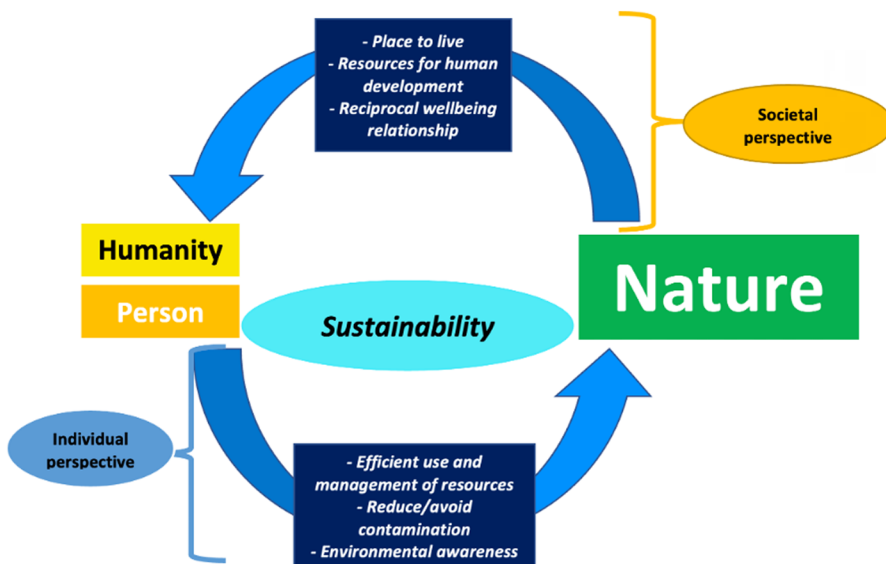 - Place to live
- Resources for human
development
- Reciprocal wellbeing
relationship
Societal
perspective
Humanity
Person
Sustainability
Nature
Individual
perspective
- Efficient use and
management of resources
- Reduce/avoid
contamination
- Environmental awareness